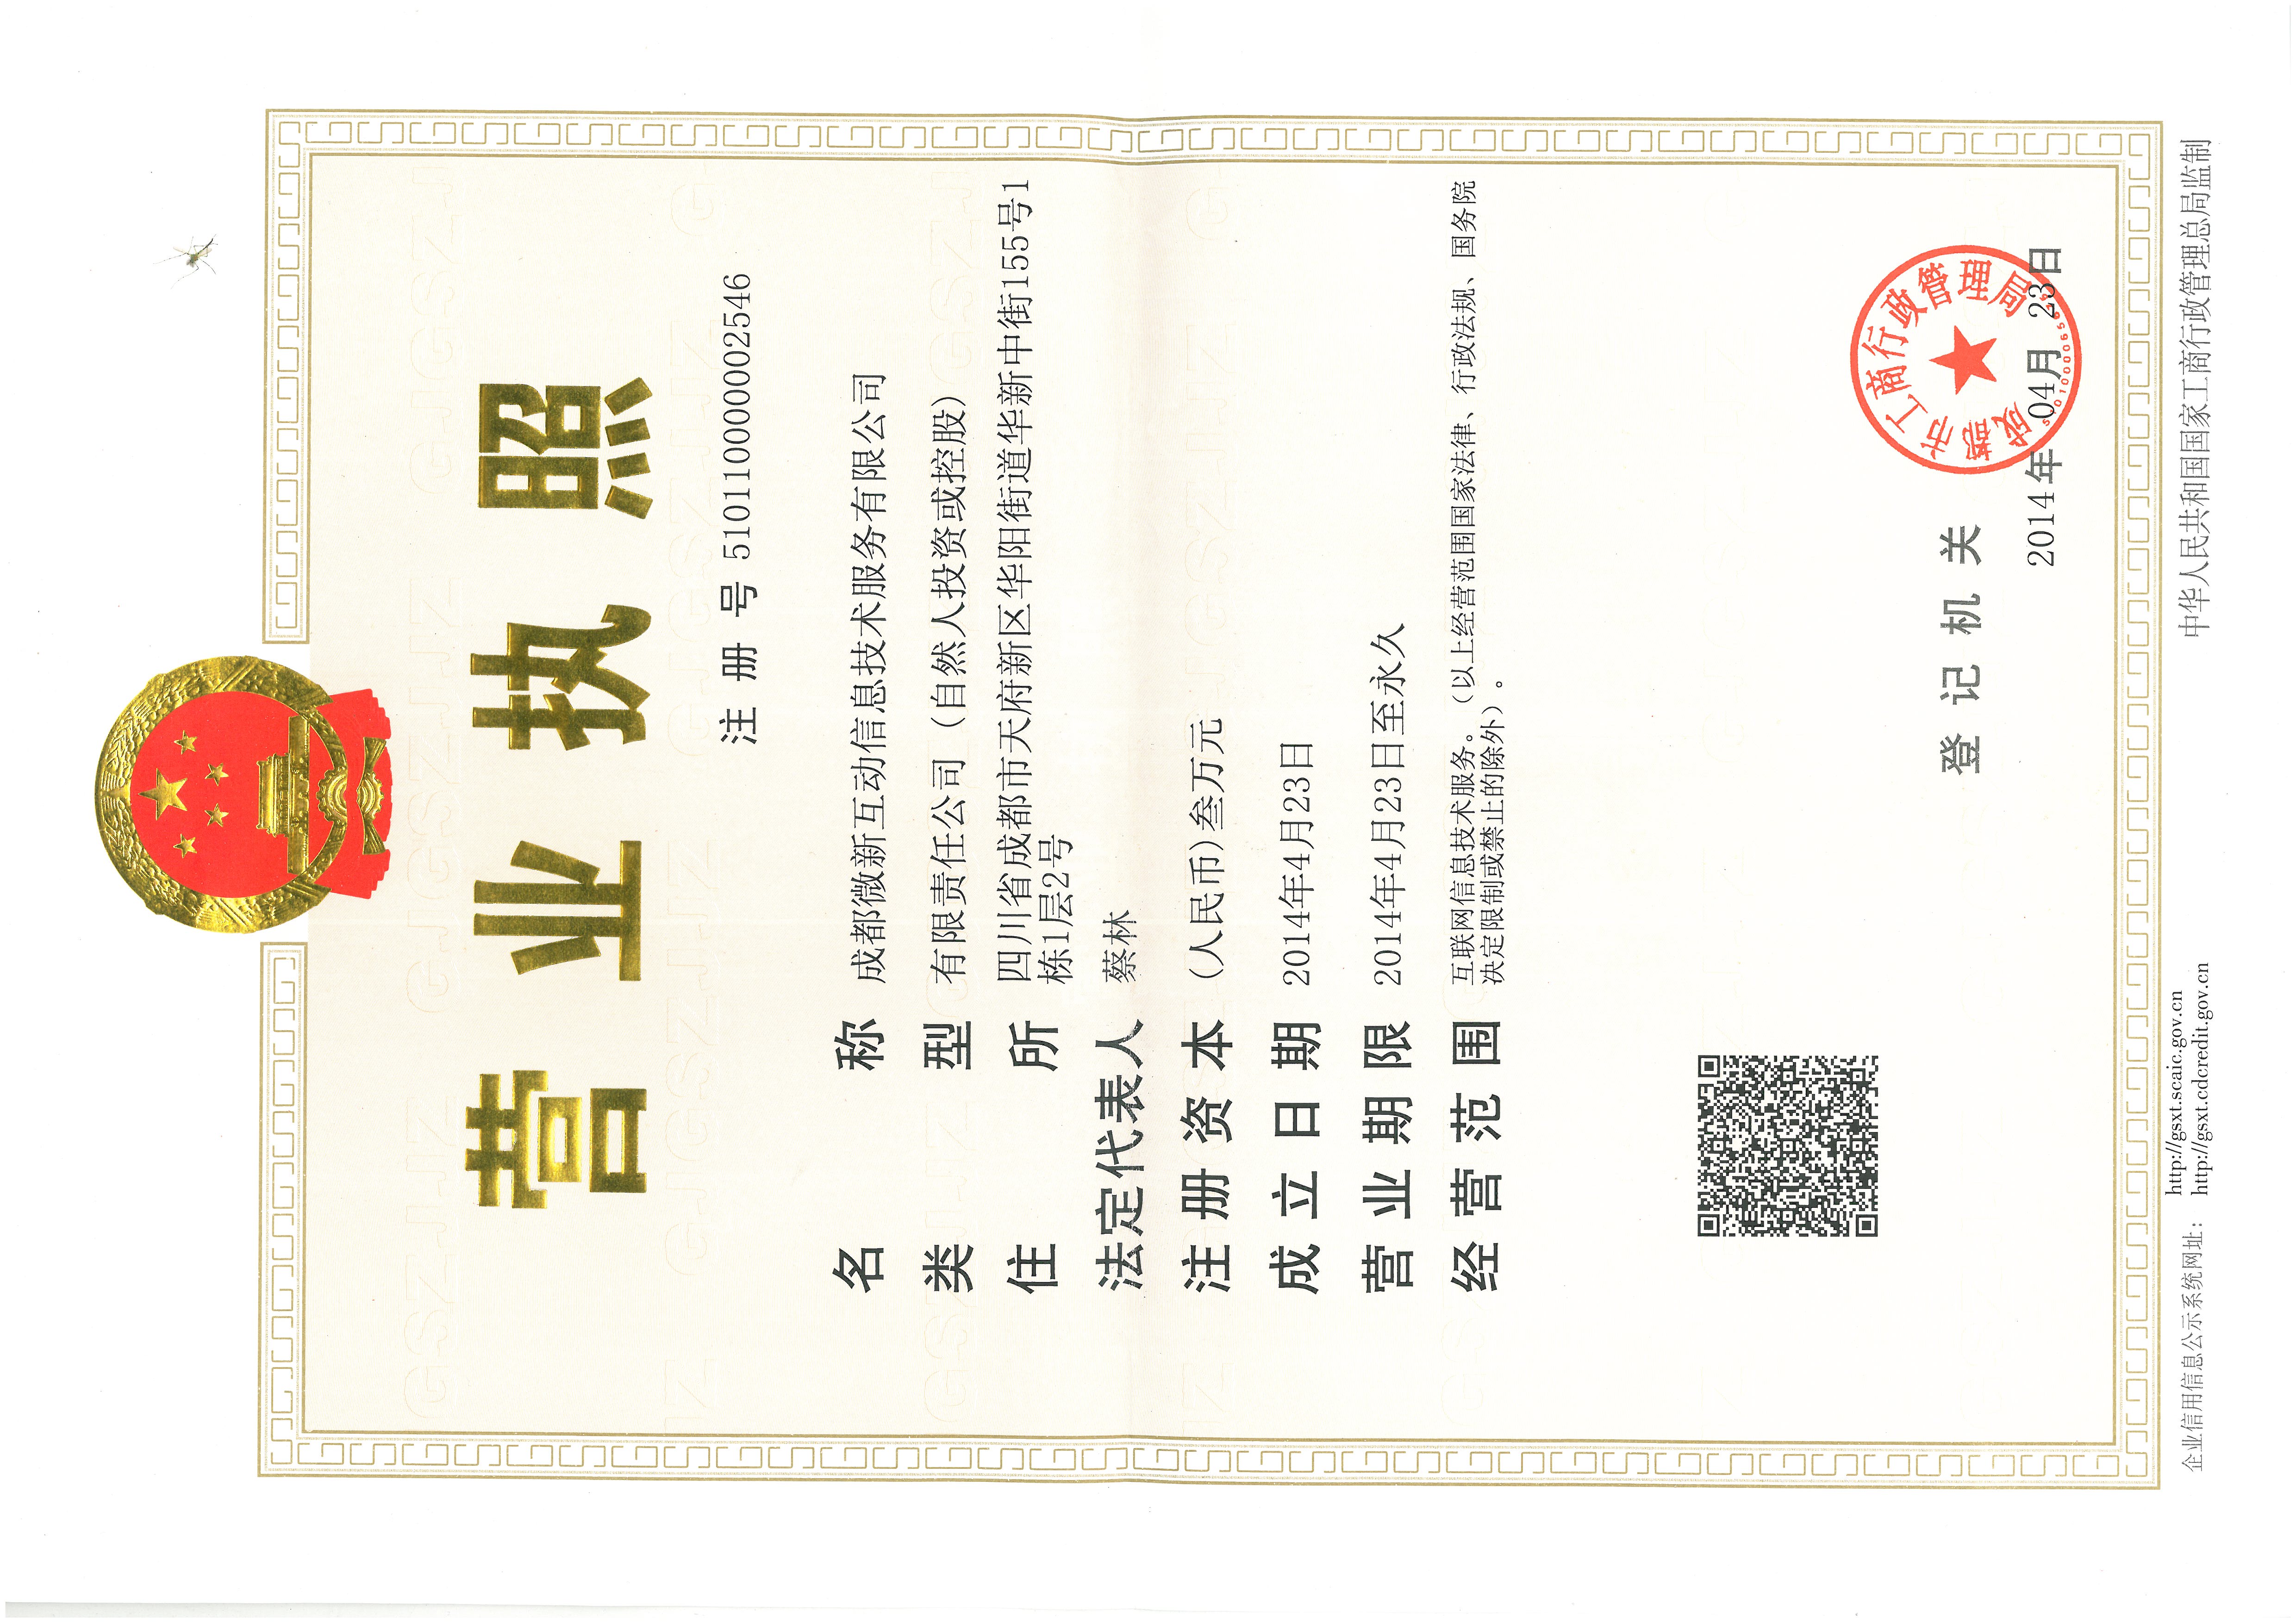 营业执照
注册号 510110000002546
名称 成都微新互动信息技术服务有限公司
类型 有限责任公司（自然人投资或控股）
住所 四川省成都市天府新区华阳街道华新中街155号1
栋1层2号
法定代表人 蔡林
注册资本 （人民币）叁万元
成立日期 2014年4月23日
营业期限 2014年4月23日至永久
经营范围 互联网信息技术服务。（以上经营范围国家法律、行政法规、国务院
决定限制或禁止的除外）。
成都市工商行政管理局
登记机关
2014年 04月 23日
企业信用信息公示系统网址： http://gsxt.scaic.gov.cn
http://gsxt.cdcredit.gov.cn
中华人民共和国国家工商行政管理总局监制